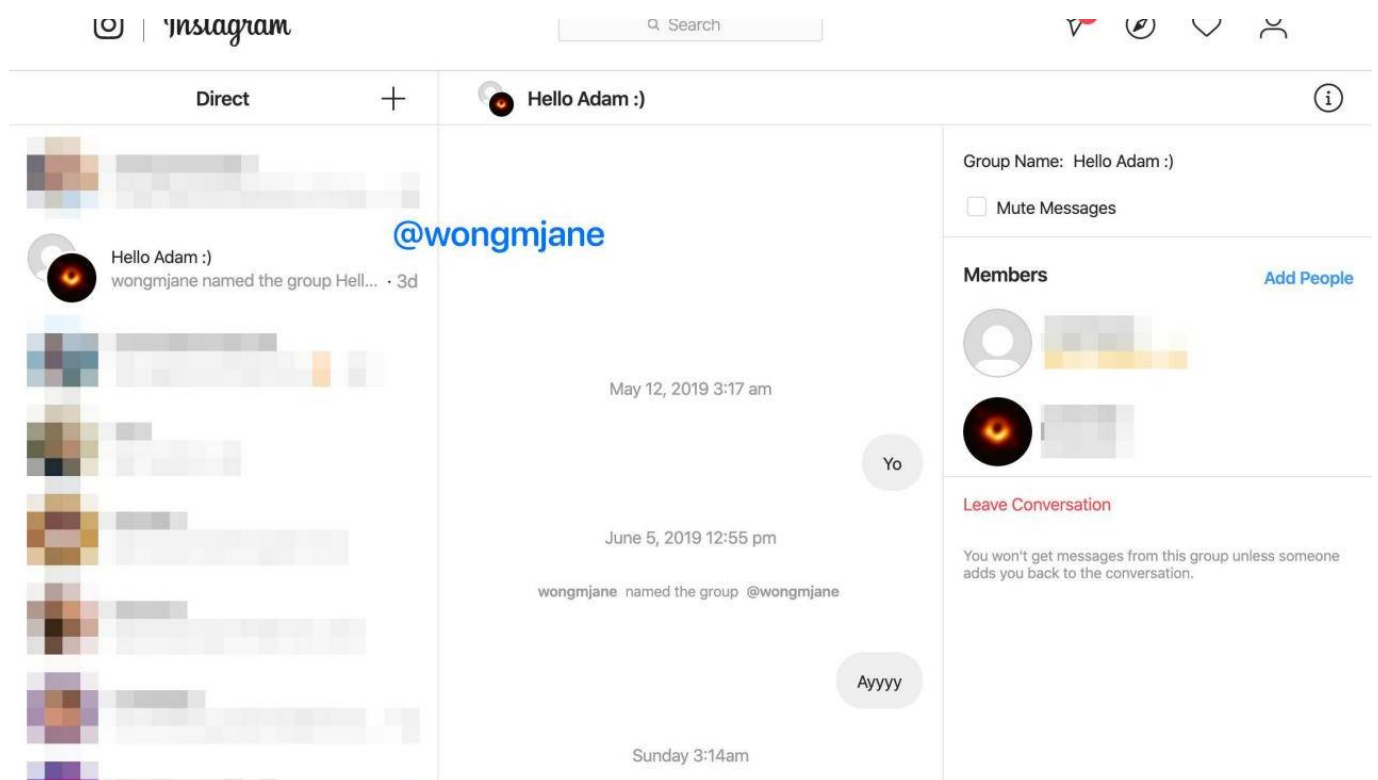 Instagram
Search
Direct
Hello Adam :)
Hello Adam :)
wongmjane named the group Hell... · 3d
@wongmjane
May 12, 2019 3:17 am
Yo
June 5, 2019 12:55 pm
wongmjane named the group @wongmjane
Ayyyy
Sunday 3:14am
Group Name: Hello Adam :)
Mute Messages
Members
Add People
Leave Conversation
You won't get messages from this group unless someone
adds you back to the conversation.